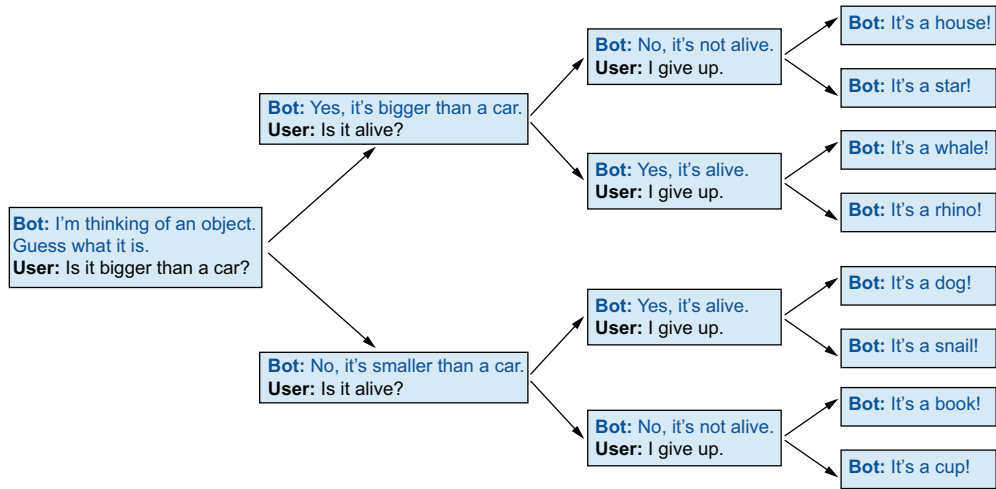 Bot: I'm thinking of an object.
Guess what it is.
User: Is it bigger than a car?
Bot: Yes, it's bigger than a car.
User: Is it alive?
Bot: No, it's smaller than a car.
User: Is it alive?
Bot: No, it's not alive.
User: I give up.
Bot: Yes, it's alive.
User: I give up.
Bot: Yes, it's alive.
User: I give up.
Bot: No, it's not alive.
User: I give up.
Bot: It's a house!
Bot: It's a star!
Bot: It's a whale!
Bot: It's a rhino!
Bot: It's a dog!
Bot: It's a snail!
Bot: It's a book!
Bot: It's a cup!